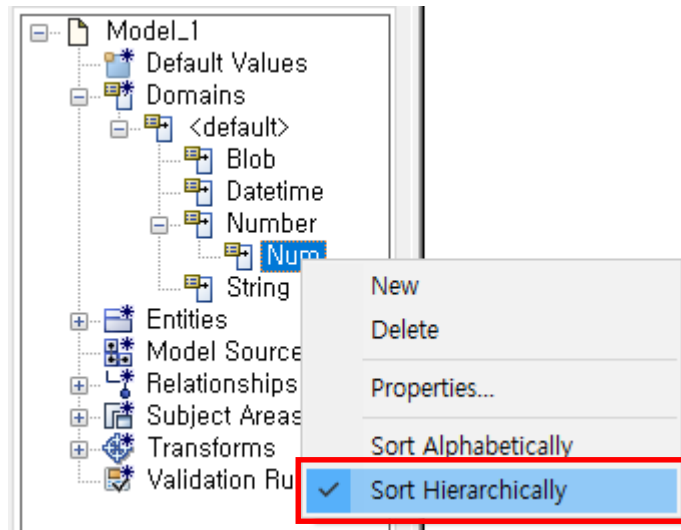 Model_1
Default Values
Domains
<default>
Blob
Datetime
Number
Num
String
Entities
Model Source
Relationships
Subject Areas
Transforms
Validation Ru
New
Delete
Properties...
Sort Alphabetically
Sort Hierarchically